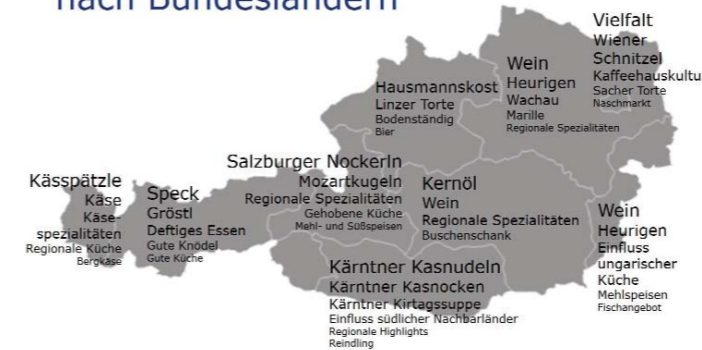 nach Bundesländern
Vielfalt
Wiener
Schnitzel
Kaffeehauskultu
Sacher Torte
Naschmarkt
Wein
Heurigen
Wachau
Marille
Regionale Spezialitäten
Hausmannskost
Linzer Torte
Bodenständig
Bier
Salzburger Nockerln
Mozartkugeln
Regionale Spezialitäten
Gehobene Küche
Mehl- und Süßspeisen
Kässpätzle
Käse
Käse-
spezialitäten
Regionale Küche
Bergkäse
Speck
Gröstl
Deftiges Essen
Gute Knödel
Gute Küche
Kernöl
Wein
Regionale Spezialitäten
Buschenschank
Wein
Heurigen
Einfluss
ungarischer
Küche
Mehlspeisen
Fischangebot
Kärntner Kasnudeln
Kärntner Kasnocken
Kärntner Kirtagssuppe
Einfluss südlicher Nachbarländer
Regionale Highlights
Reindling